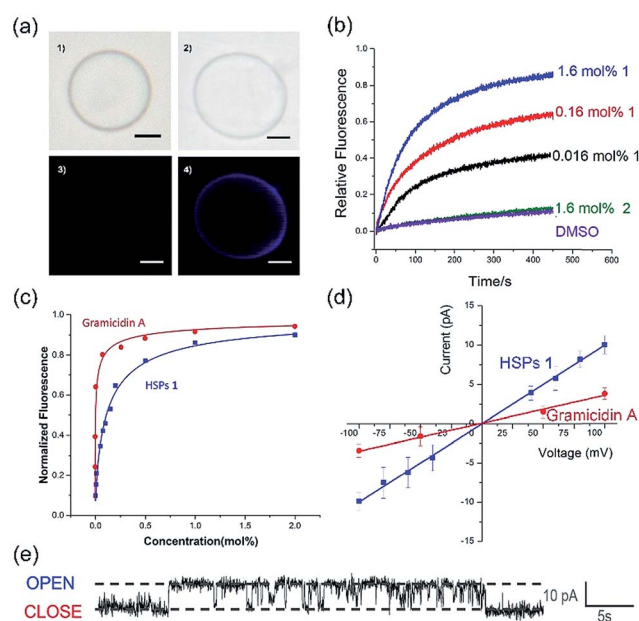 (a)
1)
2)
3)
4)
(b)
Relative Fluorescence
1.0
0.8
0.6
0.4
0.2
0.0
1.6 mol% 1
0.16 mol% 1
0.016 mol% 1
1.6 mol% 2
DMSO
0 100 200 300 400 500 600
Time/s
(c)
Normalized Fluorescence
1.0
0.8
0.6
0.4
0.2
0.0
Gramicidin A
HSPs 1
0.0 0.5 1.0 1.5 2.0
Concentration(mol%)
(d)
Current (pA)
15
10
5
0
-5
-10
-15
HSPs 1
Gramicidin A
-100 -75 -50 -25 25 50 75 100
Voltage (mV)
(e)
OPEN
CLOSE
10 pA
5s